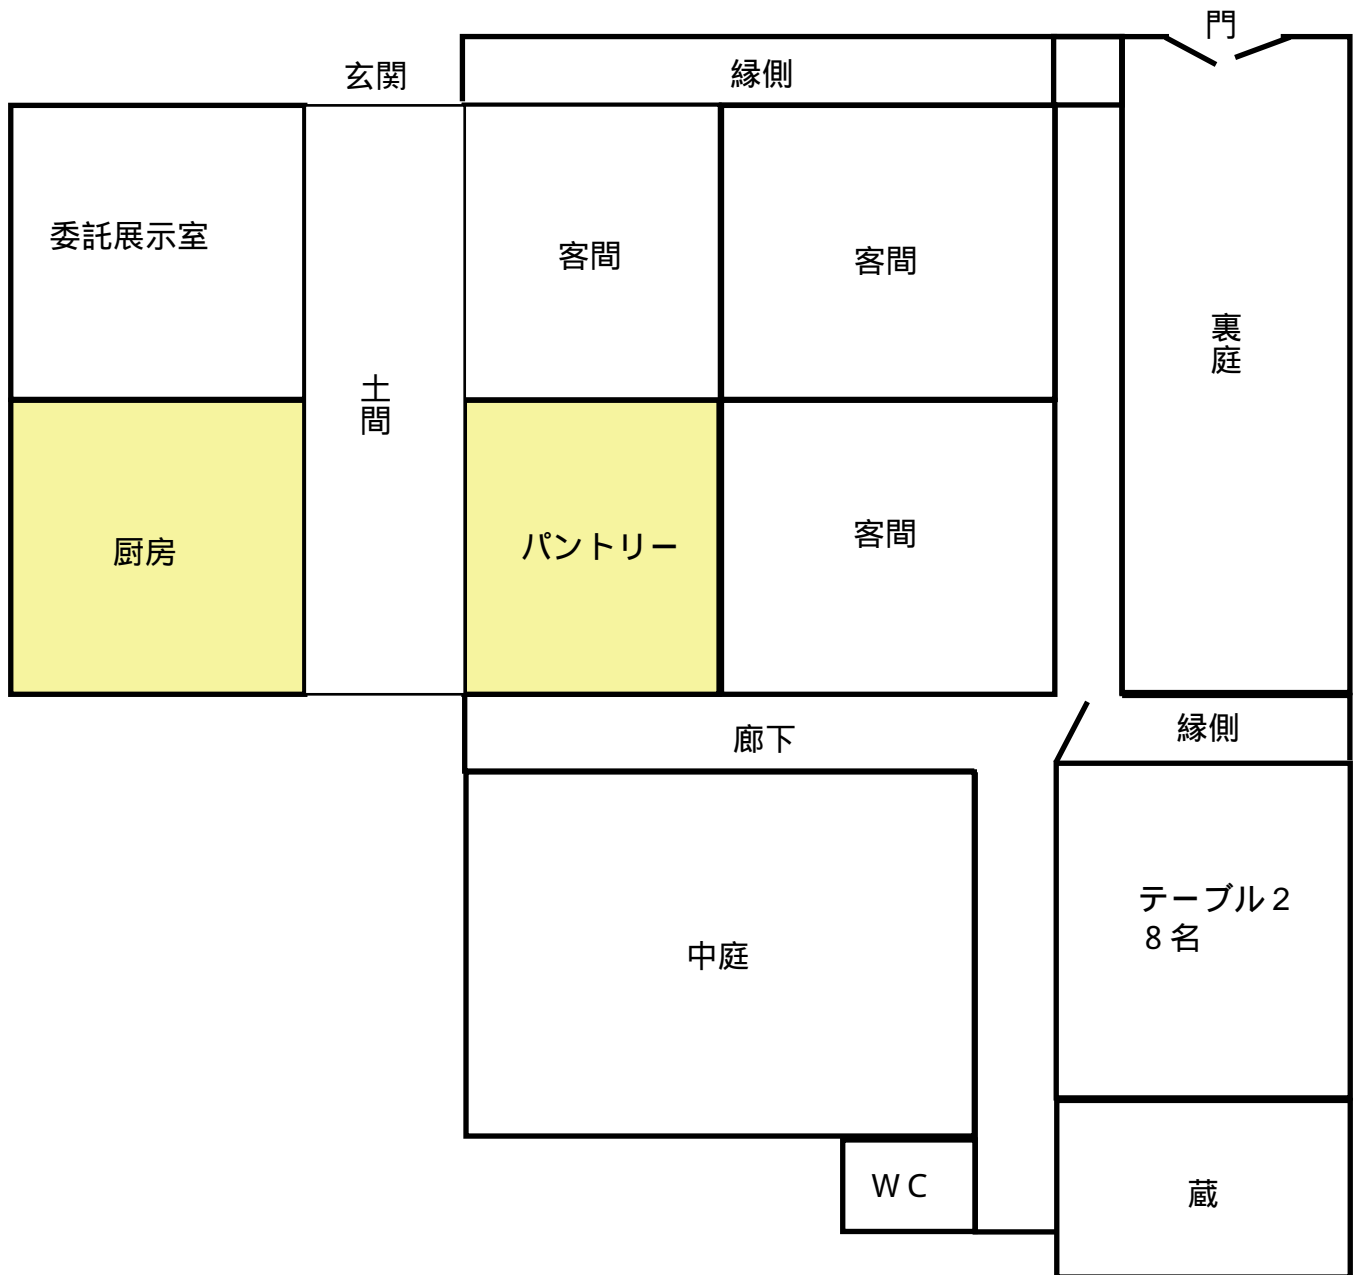 門
玄関
縁側
委託展示室
客間
客間
裏庭
土間
厨房
パントリー
客間
廊下
縁側
テーブル2
8名
中庭
WC
蔵